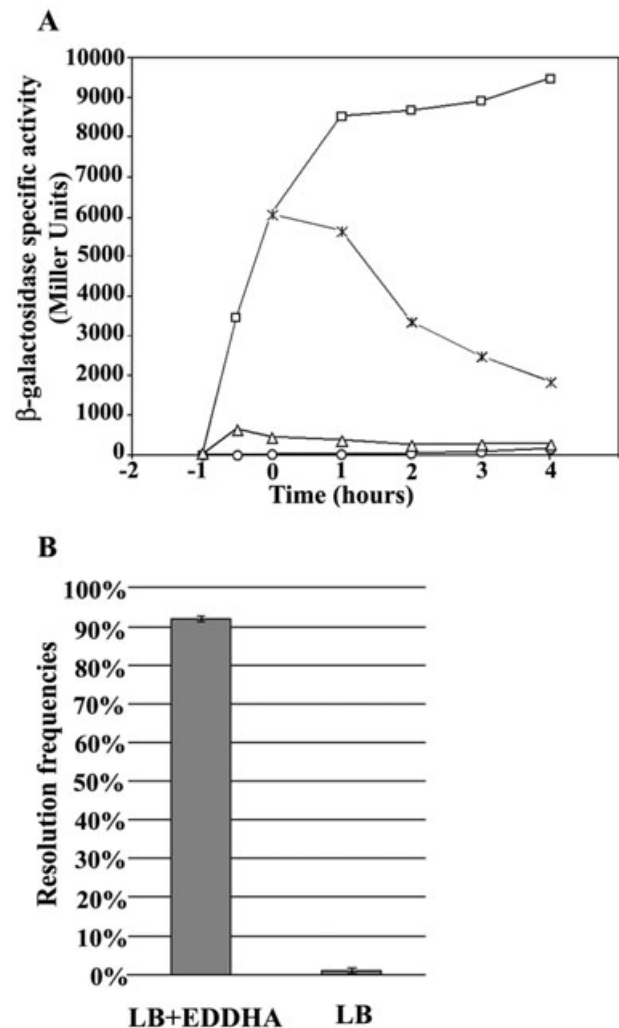 A
β-galactosidase specific activity
(Miller Units)
10000
9000
8000
7000
6000
5000
4000
3000
2000
1000
0
-2 -1 0 1 2 3 4
Time (hours)
B
Resolution frequencies
100%
90%
80%
70%
60%
50%
40%
30%
20%
10%
0%
LB+EDDHA LB